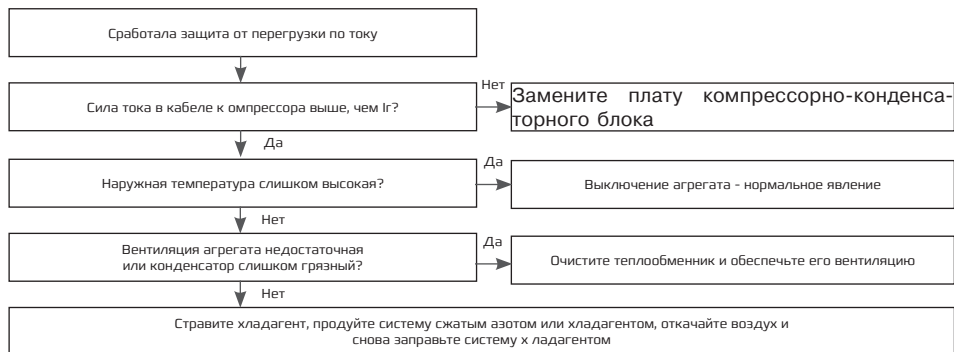 Сработала защита от перегрузки по току
Сила тока в кабеле к омпрессора выше, чем Iг?
Нет
Замените плату компрессорно-конденса-
торного блока
Да
Наружная температура слишком высокая?
Да
Выключение агрегата - нормальное явление
Нет
Вентиляция агрегата недостаточная
или конденсатор слишком грязный?
Да
Очистите теплообменник и обеспечьте его вентиляцию
Нет
Стравите хладагент, продуйте систему сжатым азотом или хладагентом, откачайте воздух и
снова заправьте систему х ладагентом